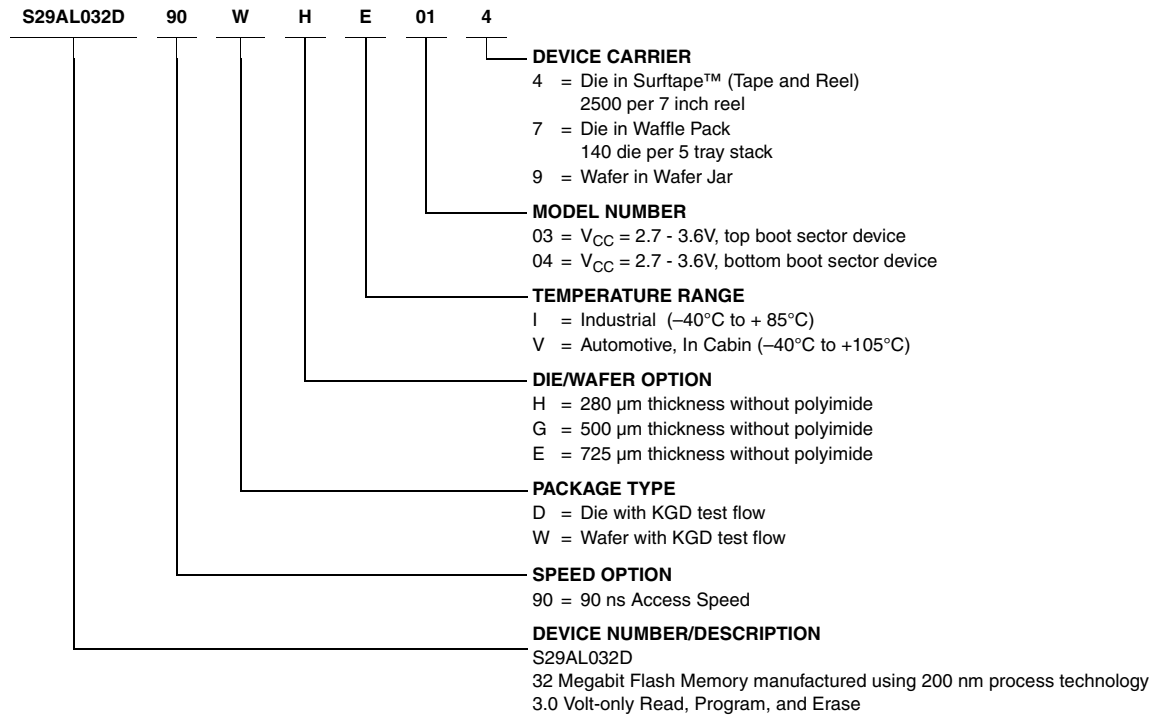 S29AL032D 90 W H E 01 4
DEVICE CARRIER
4 = Die in Surftape™ (Tape and Reel)
2500 per 7 inch reel
7 = Die in Waffle Pack
140 die per 5 tray stack
9 = Wafer in Wafer Jar
MODEL NUMBER
03 = VCC = 2.7 - 3.6V, top boot sector device
04 = VCC = 2.7 - 3.6V, bottom boot sector device
TEMPERATURE RANGE
I = Industrial (–40°C to + 85°C)
V = Automotive, In Cabin (–40°C to +105°C)
DIE/WAFER OPTION
H = 280 µm thickness without polyimide
G = 500 µm thickness without polyimide
E = 725 µm thickness without polyimide
PACKAGE TYPE
D = Die with KGD test flow
W = Wafer with KGD test flow
SPEED OPTION
90 = 90 ns Access Speed
DEVICE NUMBER/DESCRIPTION
S29AL032D
32 Megabit Flash Memory manufactured using 200 nm process technology
3.0 Volt-only Read, Program, and Erase